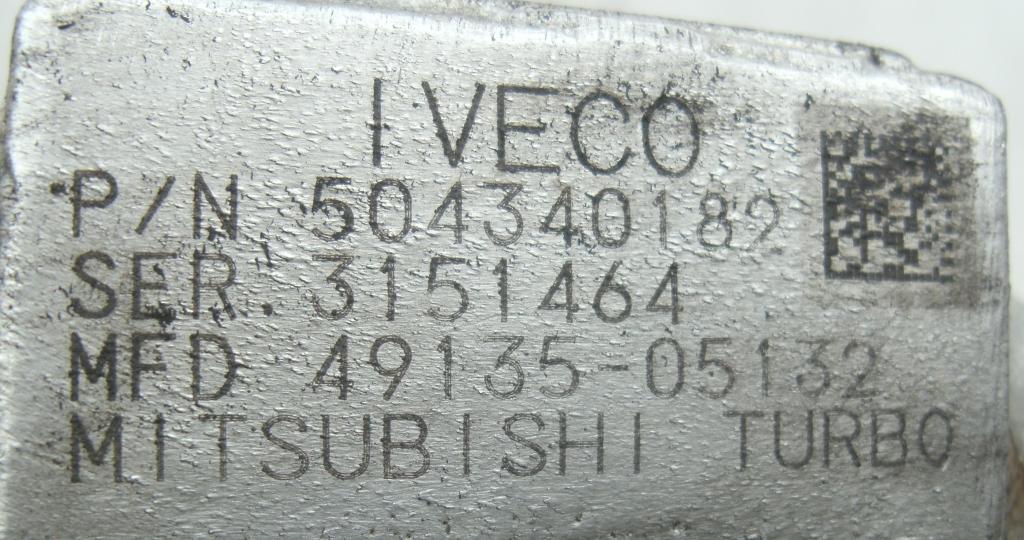 IVECO
P/N 504340182
SER. 3151464
MFD 49135-05132
MITSUBISHI TURBO